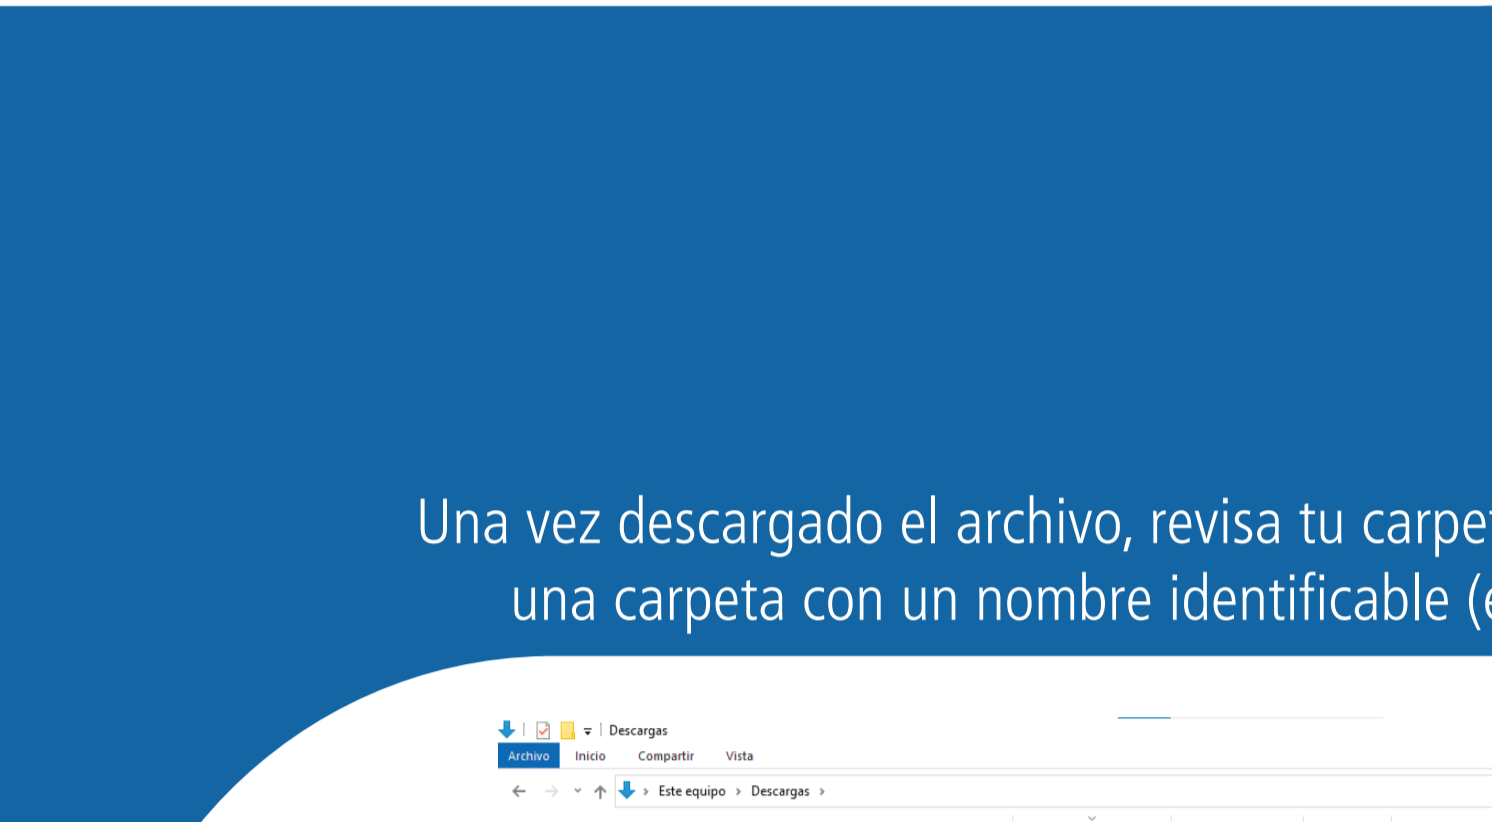 Una vez descargado el archivo, revisa tu
una carpeta con un nombre identificable
Descargas
Archivo Inicio Compartir Vista
Este equipo > Descargas >